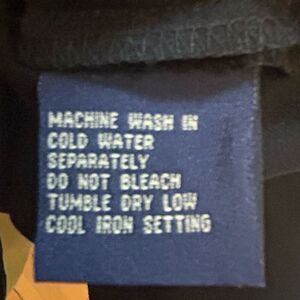 MACHINE WASH IN
COLD WATER
SEPARATELY
DO NOT BLEACH
TUMBLE DRY LOW
COOL IRON SETTING